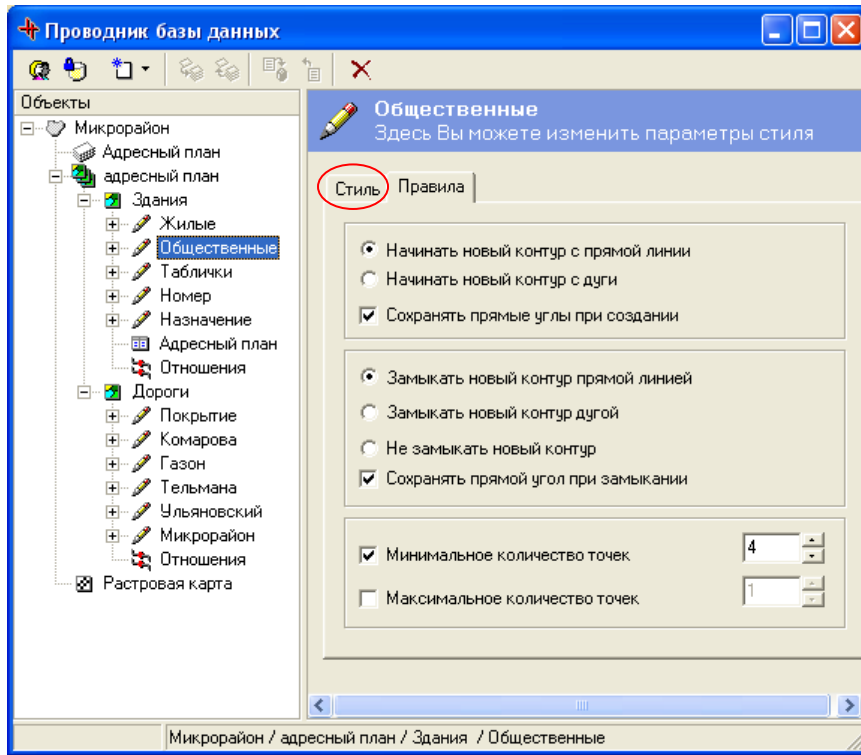 Проводник базы данных
Объекты
Микрорайон
Адресный план
адресный план
Здания
Жилые
Общественные
Таблички
Номер
Назначение
Адресный план
Отношения
Дороги
Покрытие
Комарова
Газон
Тельмана
Ульяновский
Микрорайон
Отношения
Растровая карта
Общественные
Здесь Вы можете изменить параметры стиля
Стиль Правила
Начинать новый контур с прямой линии
Начинать новый контур с дуги
Сохранять прямые углы при создании
Замыкать новый контур прямой линией
Замыкать новый контур дугой
Не замыкать новый контур
Сохранять прямой угол при замыкании
Минимальное количество точек 4
Максимальное количество точек 1
Микрорайон / адресный план / Здания / Общественные